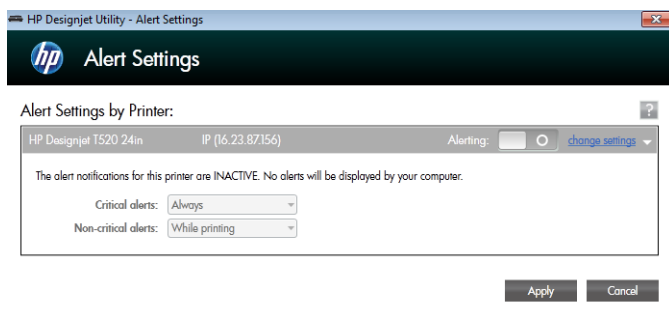 HP Designjet Utility - Alert Settings
hp Alert Settings
Alert Settings by Printer: ?
HP Designjet T520 24in IP (16.23.87.156) Alerting: O change settings
The alert notifications for this printer are INACTIVE. No alerts will be displayed by your computer.
Critical alerts: Always
Non-critical alerts: While printing
Apply Cancel